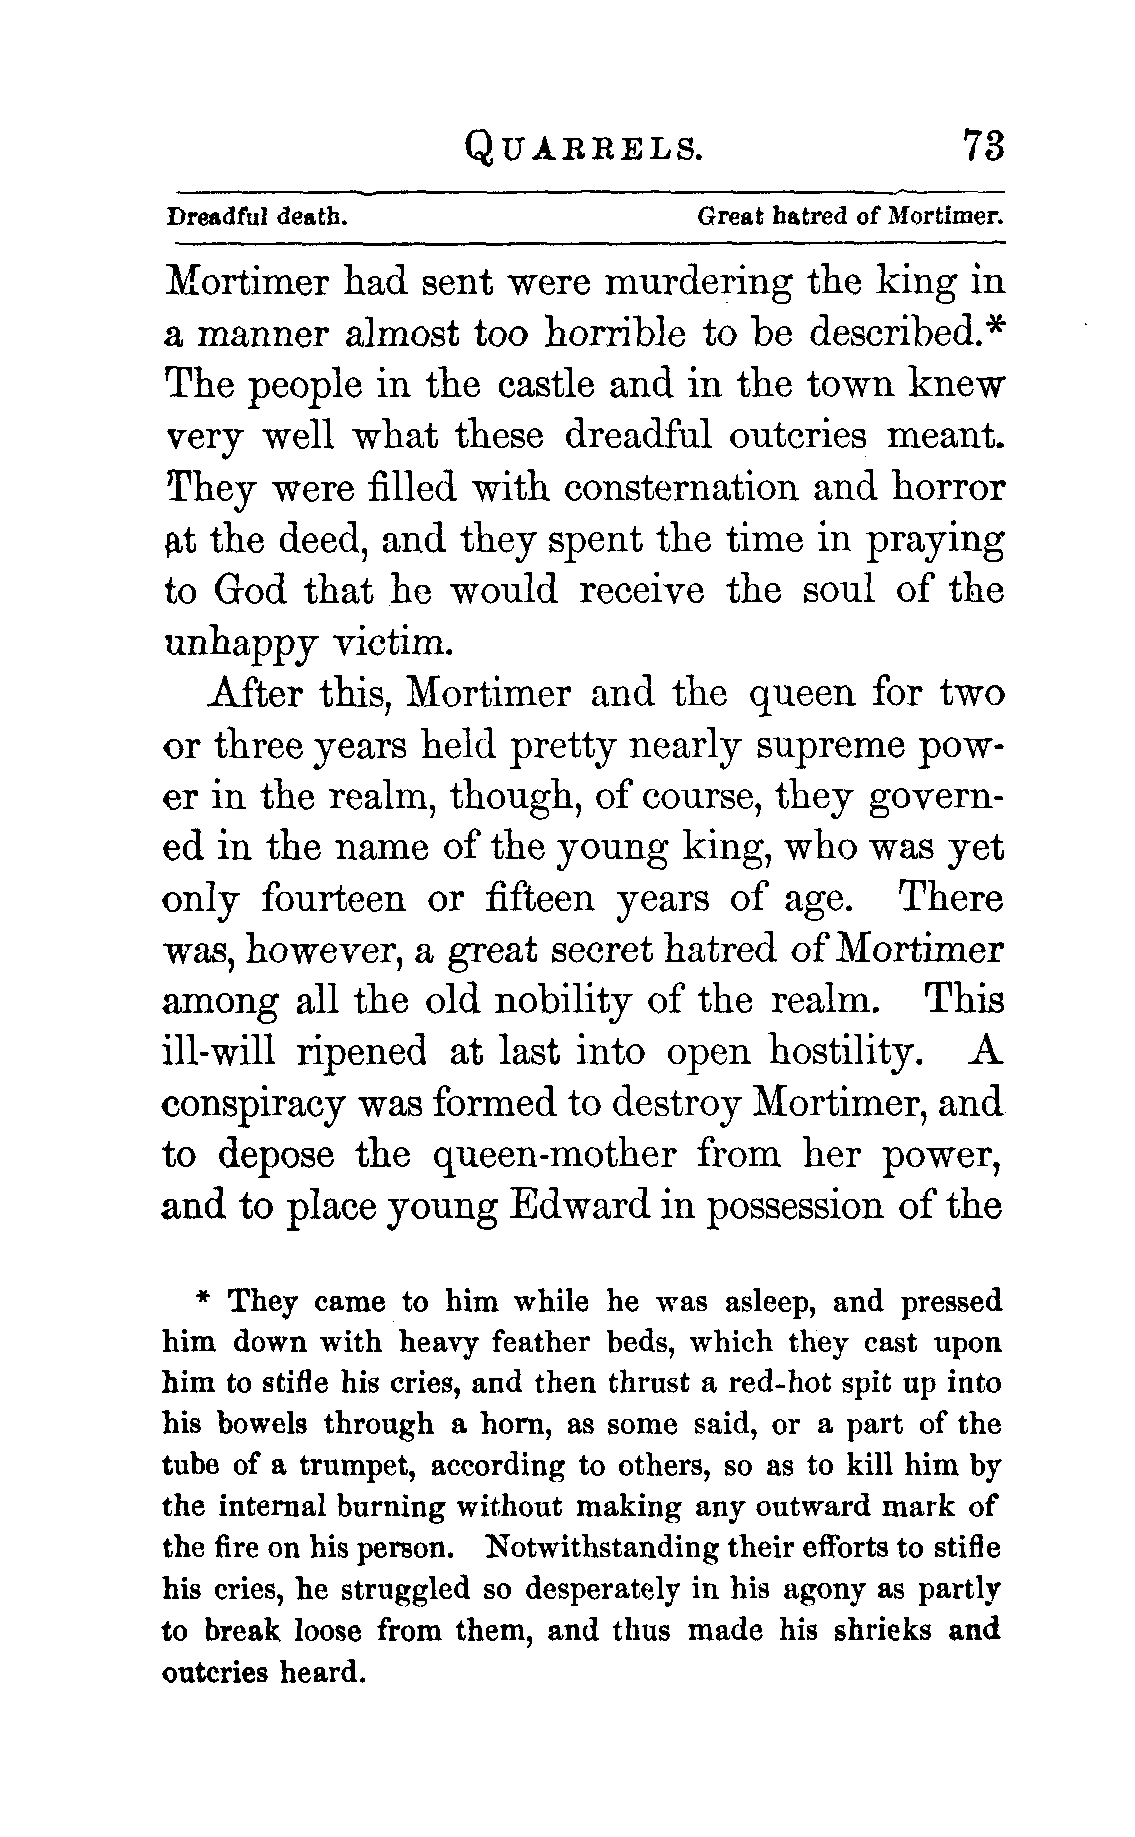 QUARRELS. 73
Dreadful death. Great hatred of Mortimer.
Mortimer had sent were murdering the king in
a manner almost too horrible to be described.*
The people in the castle and in the town knew
very well what these dreadful outcries meant.
They were filled with consternation and horror
at the deed, and they spent the time in praying
to God that he would receive the soul of the
unhappy victim.
After this, Mortimer and the queen for two
or three years held pretty nearly supreme pow-
er in the realm, though, of course, they govern-
ed in the name of the young king, who was yet
only fourteen or fifteen years of age. There
was, however, a great secret hatred of Mortimer
among all the old nobility of the realm. This
ill-will ripened at last into open hostility. A
conspiracy was formed to destroy Mortimer, and
to depose the queen-mother from her power,
and to place young Edward in possession of the
* They came to him while he was asleep, and pressed
him down with heavy feather beds, which they cast upon
him to stifle his cries, and then thrust a red-hot spit up into
his bowels through a horn, as some said, or a part of the
tube of a trumpet, according to others, so as to kill him by
the internal burning without making any outward mark of
the fire on his person. Notwithstanding their efforts to stifle
his cries, he struggled so desperately in his agony as partly
to break loose from them, and thus made his shrieks and
outcries heard.